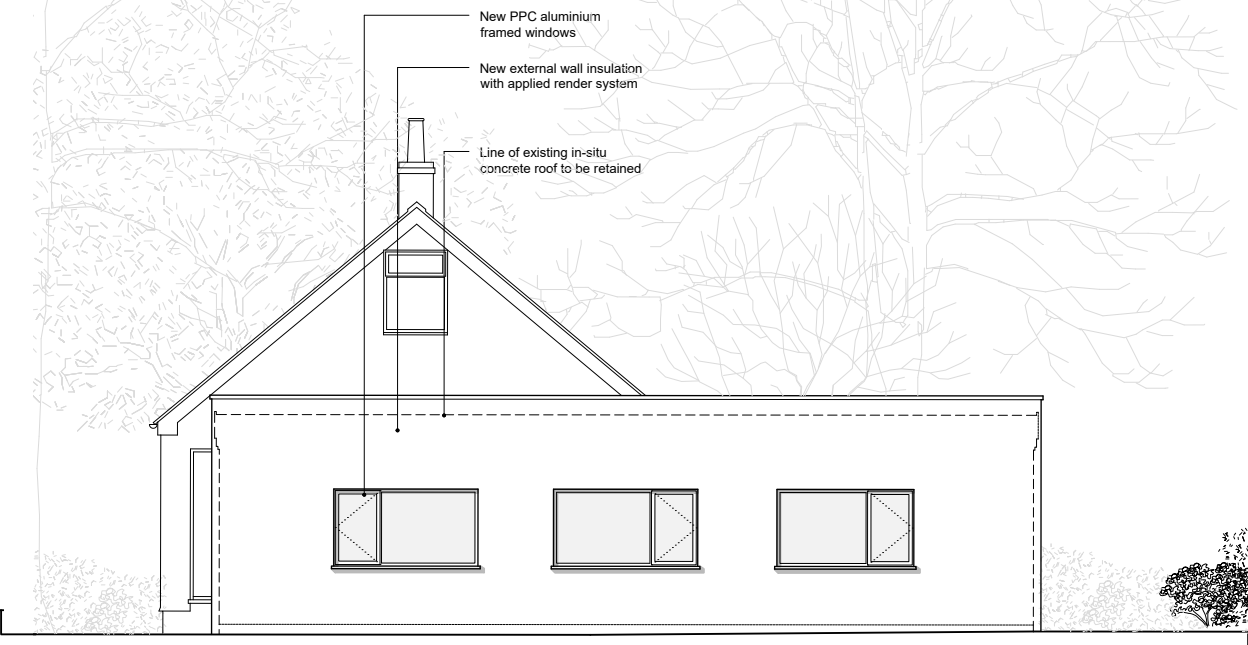 New PPC aluminium
framed windows
New external wall insulation
with applied render system
Line of existing in-situ
concrete roof to be retained